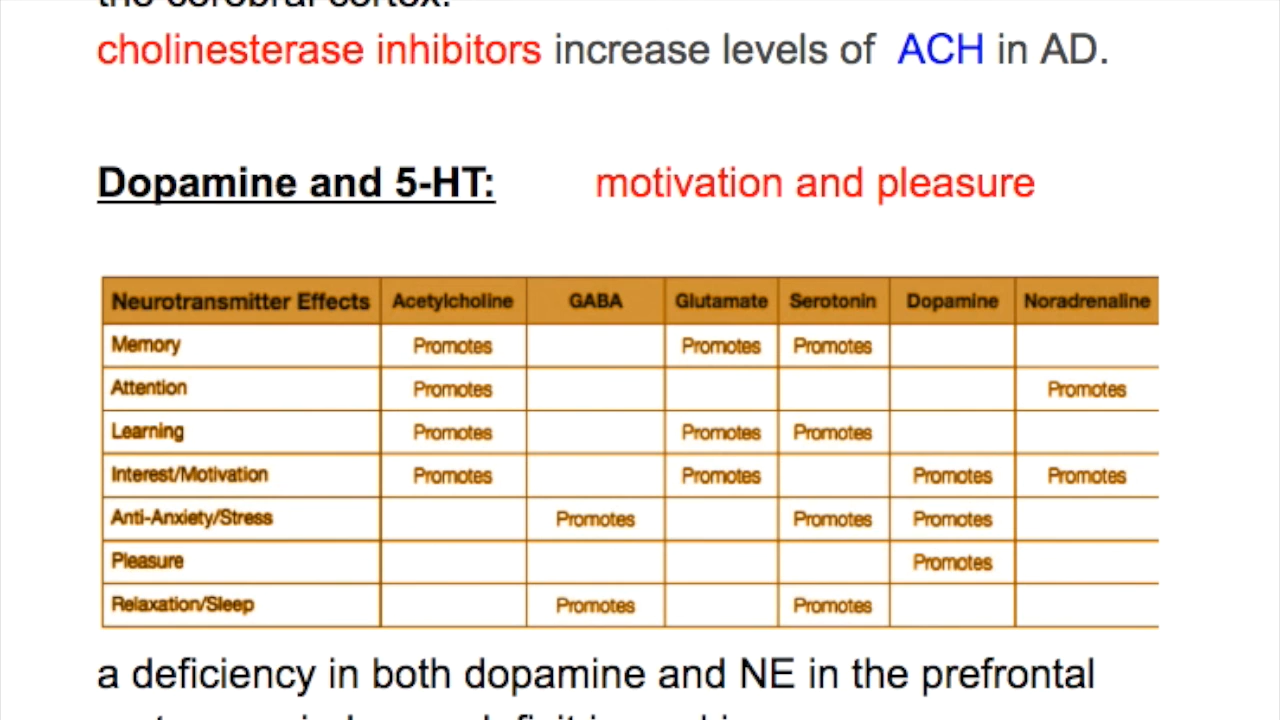 the cerebral cortex.
cholinesterase inhibitors increase levels of ACH in AD.
Dopamine and 5-HT: motivation and pleasure
Neurotransmitter Effects Acetylcholine GABA Glutamate Serotonin Dopamine Noradrenaline
Memory Promotes Promotes Promotes
Attention Promotes Promotes
Learning Promotes Promotes Promotes
Interest/Motivation Promotes Promotes Promotes Promotes
Anti-Anxiety/Stress Promotes Promotes Promotes
Pleasure Promotes
Relaxation/Sleep Promotes Promotes
a deficiency in both dopamine and NE in the prefrontal